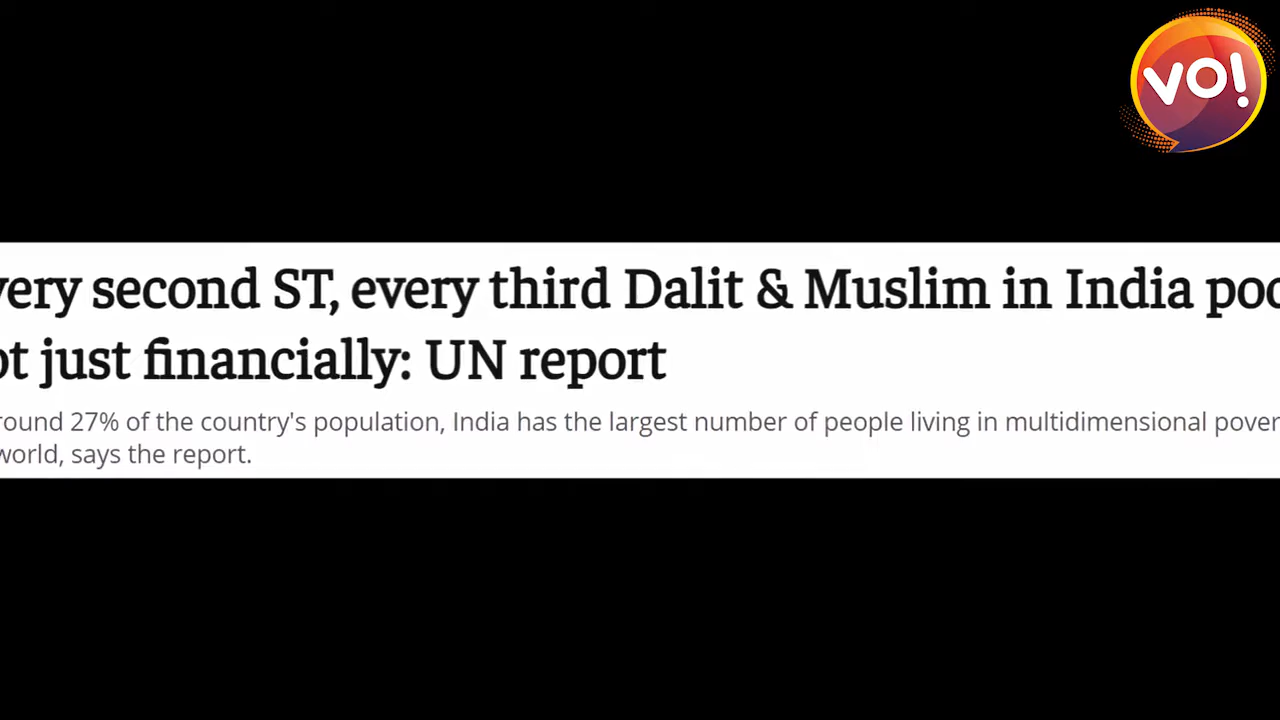 VO!
very second ST, every third Dalit & Muslim in India poo
ot just financially: UN report
round 27% of the country's population, India has the largest number of people living in multidimensional pover
world, says the report.